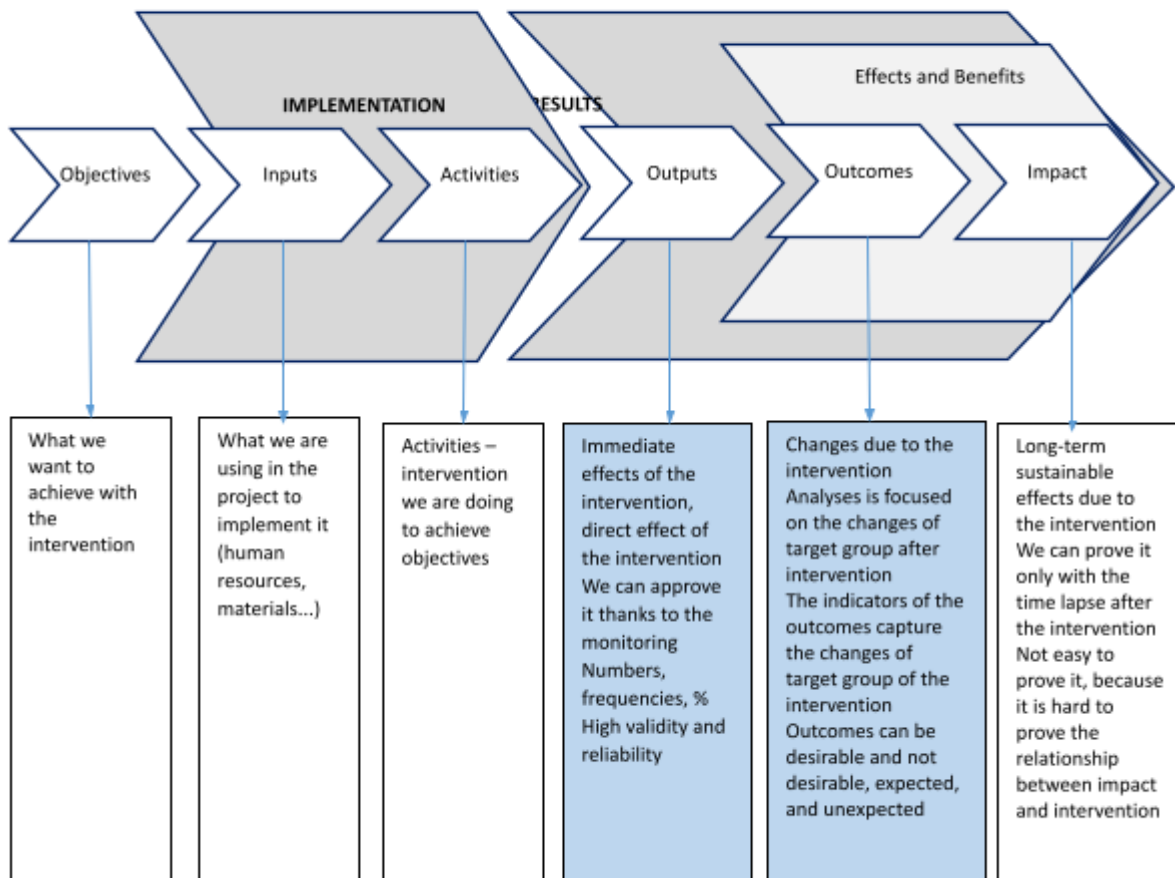 Effects and Benefits
IMPLEMENTATION
RESULTS
Objectives
Inputs
Activities
Outputs
Outcomes
Impact
What we
want to
achieve with
the
intervention
What we are
using in the
project to
implement it
(human
resources,
materials...)
Activities –
intervention
we are doing
to achieve
objectives
Immediate
effects of the
intervention,
direct effect of
the intervention
We can approve
it thanks to the
monitoring
Numbers,
frequencies, %
High validity and
reliability
Changes due to the
intervention
Analyses is focused
on the changes of
target group after
intervention
The indicators of the
outcomes capture
the changes of
target group of the
intervention
Outcomes can be
desirable and not
desirable, expected,
and unexpected
Long-term
sustainable
effects due to
the intervention
We can prove it
only with the
time lapse after
the intervention
Not easy to
prove it, because
it is hard to
prove the
relationship
between impact
and intervention